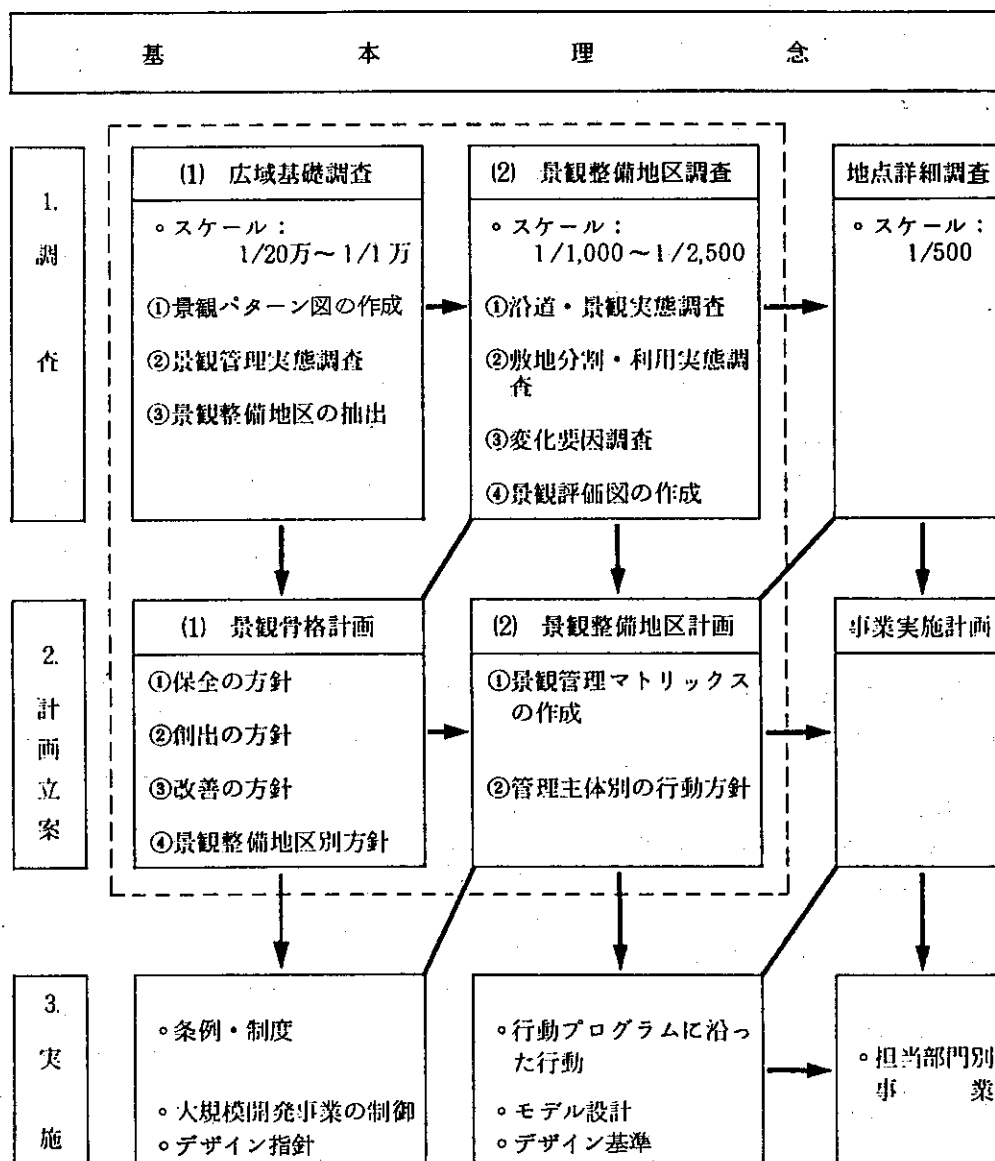 基本理念
1.
調査
(1) 広域基礎調査
∘スケール：
1/20万～1/1万
①景観パターン図の作成
②景観管理実態調査
③景観整備地区の抽出
(2) 景観整備地区調査
∘スケール：
1/1,000～1/2,500
①沿道・景観実態調査
②敷地分割・利用実態調
査
③変化要因調査
④景観評価図の作成
地点詳細調査
∘スケール：
1/500
2.
計画立案
(1) 景観骨格計画
①保全の方針
②創出の方針
③改善の方針
④景観整備地区別方針
(2) 景観整備地区計画
①景観管理マトリックス
の作成
②管理主体別の行動方針
事業実施計画
3.
実施
∘条例・制度
∘大規模開発事業の制御
∘デザイン指針
∘行動プログラムに沿っ
た行動
∘モデル設計
∘デザイン基準
∘担当部門別
事業